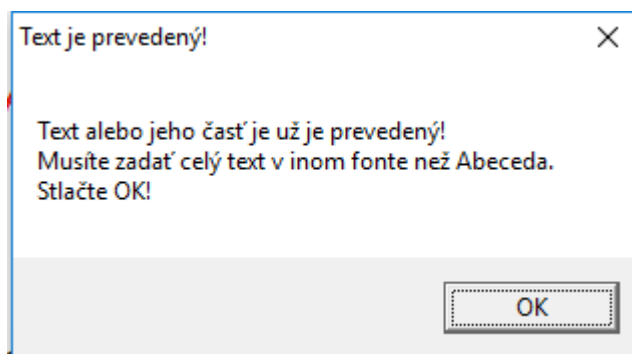 Text je prevedený!
Text alebo jeho časť je už je prevedený!
Musíte zadať celý text v inom fonte než Abeceda.
Stlačte OK!
OK